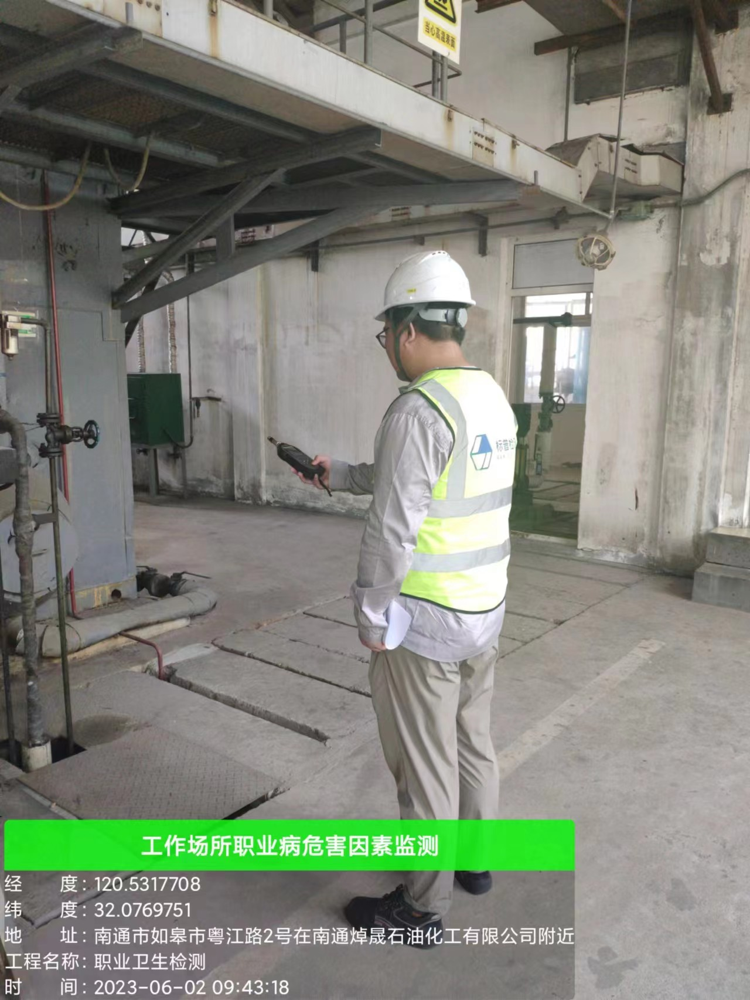 当心高温表面
标普检
工作场所职业病危害因素监测
经 度：120.5317708
纬 度：32.0769751
地 址：南通市如皋市粤江路2号在南通焯晟石油化工有限公司附近
工程名称：职业卫生检测
时 间：2023-06-02 09:43:18